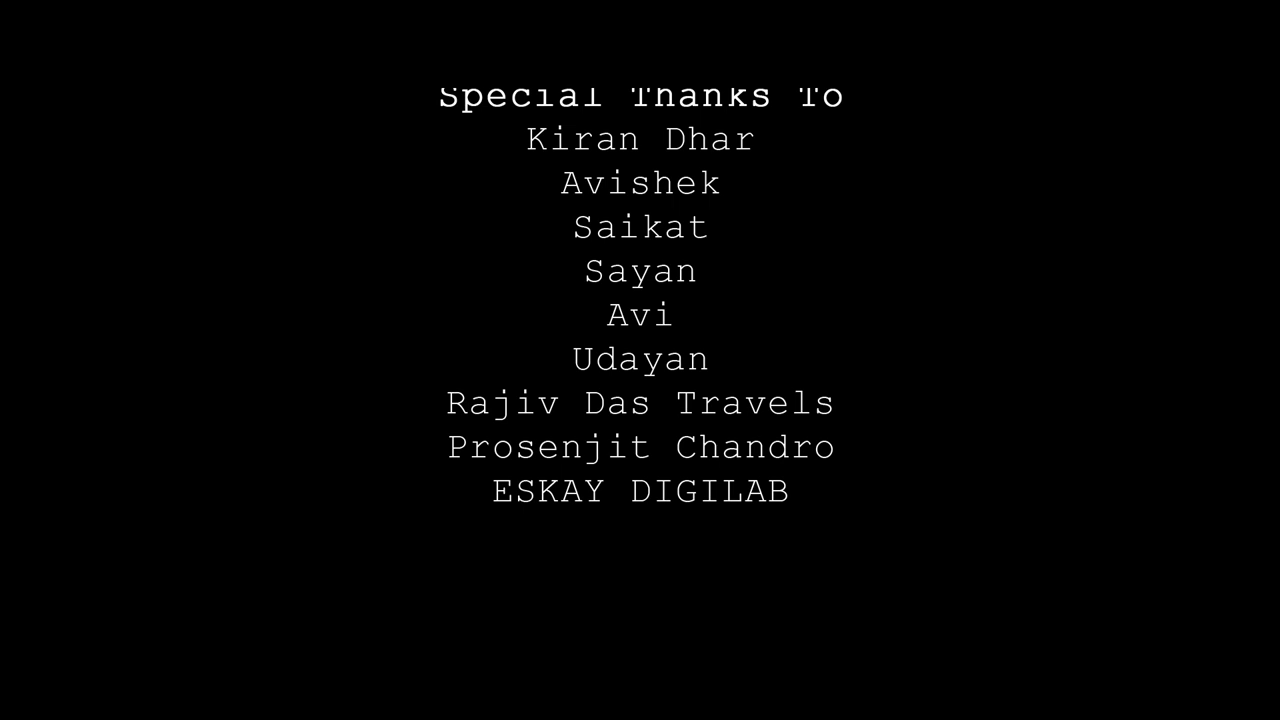 Special Thanks To
Kiran Dhar
Avishek
Saikat
Sayan
Avi
Udayan
Rajiv Das Travels
Prosenjit Chandro
ESKAY DIGILAB